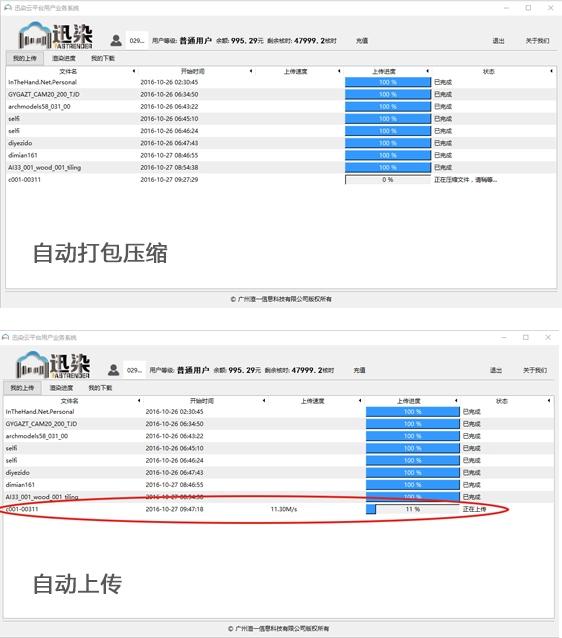 迅染云平台用户业务系统
迅染
FASTRENDER
029... 用户等级: 普通用户 余额: 995.29元 剩余核时: 47999.2核时 充值 退出 关于我们
我的上传 渲染进度 我的下载
文件名 开始时间 上传速度 上传进度 状态
InTheHand.Net.Personal 2016-10-26 02:30:45 100 % 已完成
GYGAZT_CAM20_200_TJD 2016-10-26 06:34:50 100 % 已完成
archmodels58_031_00 2016-10-26 06:43:22 100 % 已完成
selfi 2016-10-26 06:45:10 100 % 已完成
selfi 2016-10-26 06:46:24 100 % 已完成
diyezido 2016-10-26 06:47:43 100 % 已完成
dimian161 2016-10-27 08:46:55 100 % 已完成
AI33_001_wood_001_tiling 2016-10-27 08:54:38 100 % 已完成
c001-00311 2016-10-27 09:27:29 0 % 正在压缩文件，请稍等...
自动打包压缩
© 广州渲一信息科技有限公司版权所有
迅染云平台用户业务系统
迅染
FASTRENDER
029... 用户等级: 普通用户 余额: 995.29元 剩余核时: 47999.2核时 充值 退出 关于我们
我的上传 渲染进度 我的下载
文件名 开始时间 上传速度 上传进度 状态
InTheHand.Net.Personal 2016-10-26 02:30:45 100 % 已完成
GYGAZT_CAM20_200_TJD 2016-10-26 06:34:50 100 % 已完成
archmodels58_031_00 2016-10-26 06:43:22 100 % 已完成
selfi 2016-10-26 06:45:10 100 % 已完成
selfi 2016-10-26 06:46:24 100 % 已完成
diyezido 2016-10-26 06:47:43 100 % 已完成
dimian161 2016-10-27 08:46:55 100 % 已完成
AI33_001_wood_001_tiling 2016-10-27 08:54:38 100 % 已完成
c001-00311 2016-10-27 09:47:18 11.30M/s 11 % 正在上传
自动上传
© 广州渲一信息科技有限公司版权所有